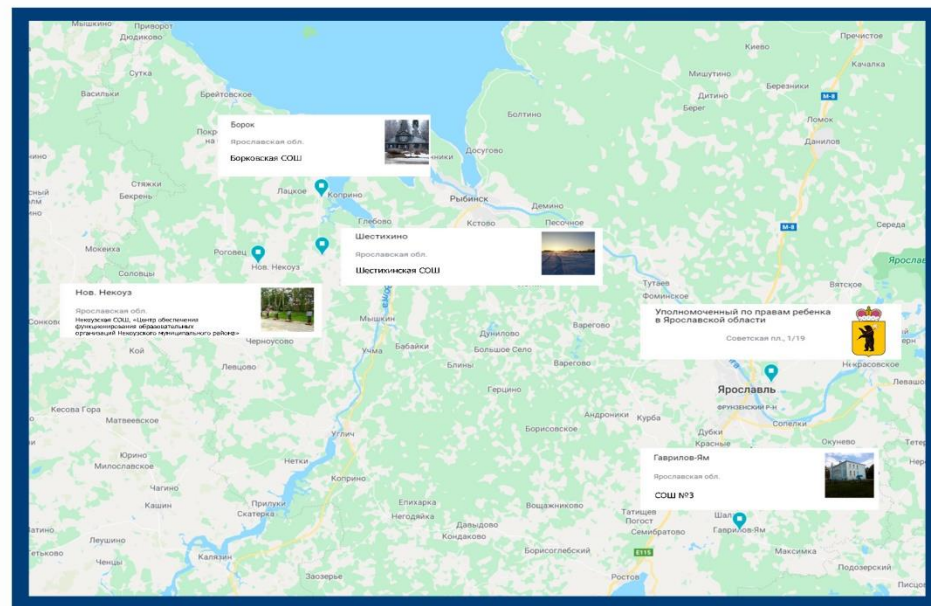 Мышкино
Приворот
Дюдиково
Пречистое
Киево
Качалка
Сутка
Мишутино
Васильки
Брейтовское
Дитино
Березники
М-8
Берег
Болтино
Ломок
Борок
Ярославская обл.
Борковская СОШ
Данилов
Досугово
Стяжки
Бекрень
Лацкое
Коприно
Рыбинск
Демино
Глебово
Кстово
Песочное
М-8
Середа
Шестихино
Ярославская обл.
Шестихинская СОШ
Мокеиха
Роговец
Нов. Некоуз
Соловцы
Тутаев
Фоминское
Вятское
Нов. Некоуз
Ярославская обл.
Некоузская СОШ, «Центр обеспечения
функционирования образовательных
организаций Некоузского муниципального района»
Уполномоченный по правам ребенка
в Ярославской области
Советская пл., 1/19
Мышкин
Варегово
Дунилово
Черноусово
Кой
Учма
Бабайки
Большое Село
Левцово
Блины
Варегово
Некрасовское
Герцино
Ярославль
ФРУНЗЕНСКИЙ Р-Н
Кесова Гора
Матвеевское
Андроники
Курба
Сопелки
Борисовское
Дубки
Углич
Красные
Окунево
Юрино
Милославское
Нетки
Коприно
Гаврилов-Ям
Ярославская обл.
СОШ №3
Чагино
Кашин
Прилуки
Скатерка
Епихарка
Негодяйка
Вощажниково
Татищев
Погост
Давыдово
Кондаково
Семибратово
Гаврилов-Ям
Леушино
Ченцы
Калязин
Борисоглебский
Е115
Максимка
Подозерский
Заозерье
Ростов